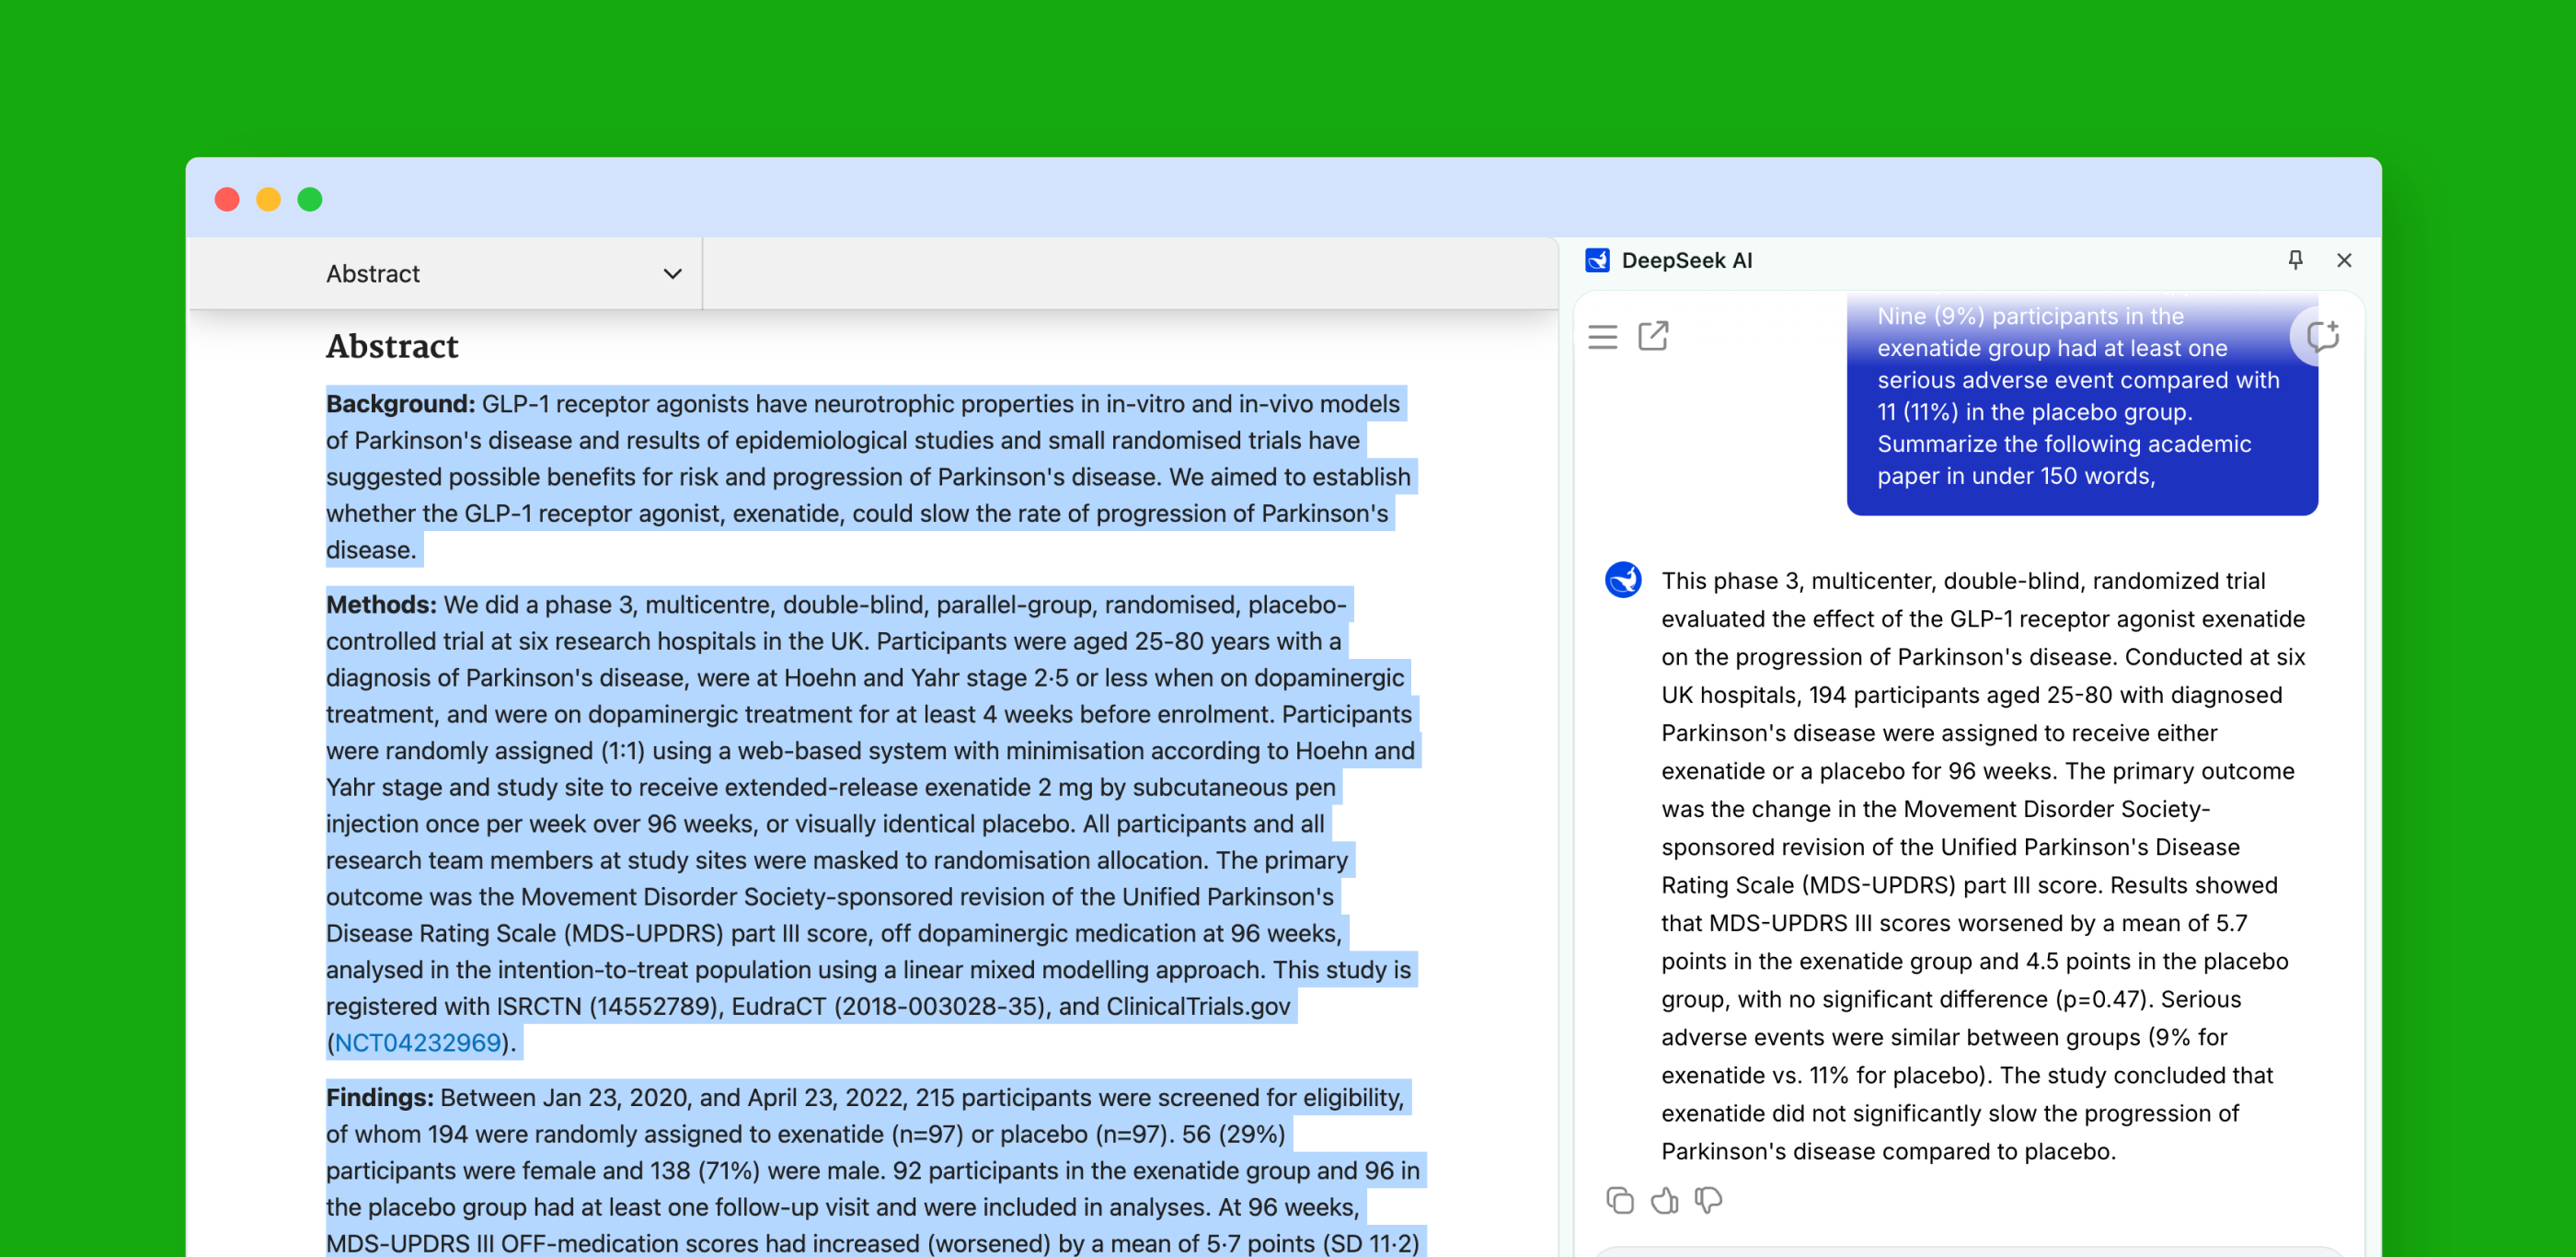 Abstract
Abstract
Background: GLP-1 receptor agonists have neurotrophic properties in in-vitro and in-vivo models
of Parkinson's disease and results of epidemiological studies and small randomised trials have
suggested possible benefits for risk and progression of Parkinson's disease. We aimed to establish
whether the GLP-1 receptor agonist, exenatide, could slow the rate of progression of Parkinson's
disease.
Methods: We did a phase 3, multicentre, double-blind, parallel-group, randomised, placebo-
controlled trial at six research hospitals in the UK. Participants were aged 25-80 years with a
diagnosis of Parkinson's disease, were at Hoehn and Yahr stage 2·5 or less when on dopaminergic
treatment, and were on dopaminergic treatment for at least 4 weeks before enrolment. Participants
were randomly assigned (1:1) using a web-based system with minimisation according to Hoehn and
Yahr stage and study site to receive extended-release exenatide 2 mg by subcutaneous pen
injection once per week over 96 weeks, or visually identical placebo. All participants and all
research team members at study sites were masked to randomisation allocation. The primary
outcome was the Movement Disorder Society-sponsored revision of the Unified Parkinson's
Disease Rating Scale (MDS-UPDRS) part III score, off dopaminergic medication at 96 weeks,
analysed in the intention-to-treat population using a linear mixed modelling approach. This study is
registered with ISRCTN (14552789), EudraCT (2018-003028-35), and ClinicalTrials.gov
(NCT04232969).
Findings: Between Jan 23, 2020, and April 23, 2022, 215 participants were screened for eligibility,
of whom 194 were randomly assigned to exenatide (n=97) or placebo (n=97). 56 (29%)
participants were female and 138 (71%) were male. 92 participants in the exenatide group and 96 in
the placebo group had at least one follow-up visit and were included in analyses. At 96 weeks,
MDS-UPDRS III OFF-medication scores had increased (worsened) by a mean of 5·7 points (SD 11·2)
DeepSeek AI
Nine (9%) participants in the
exenatide group had at least one
serious adverse event compared with
11 (11%) in the placebo group.
Summarize the following academic
paper in under 150 words,
This phase 3, multicenter, double-blind, randomized trial
evaluated the effect of the GLP-1 receptor agonist exenatide
on the progression of Parkinson's disease. Conducted at six
UK hospitals, 194 participants aged 25-80 with diagnosed
Parkinson's disease were assigned to receive either
exenatide or a placebo for 96 weeks. The primary outcome
was the change in the Movement Disorder Society-
sponsored revision of the Unified Parkinson's Disease
Rating Scale (MDS-UPDRS) part III score. Results showed
that MDS-UPDRS III scores worsened by a mean of 5.7
points in the exenatide group and 4.5 points in the placebo
group, with no significant difference (p=0.47). Serious
adverse events were similar between groups (9% for
exenatide vs. 11% for placebo). The study concluded that
exenatide did not significantly slow the progression of
Parkinson's disease compared to placebo.